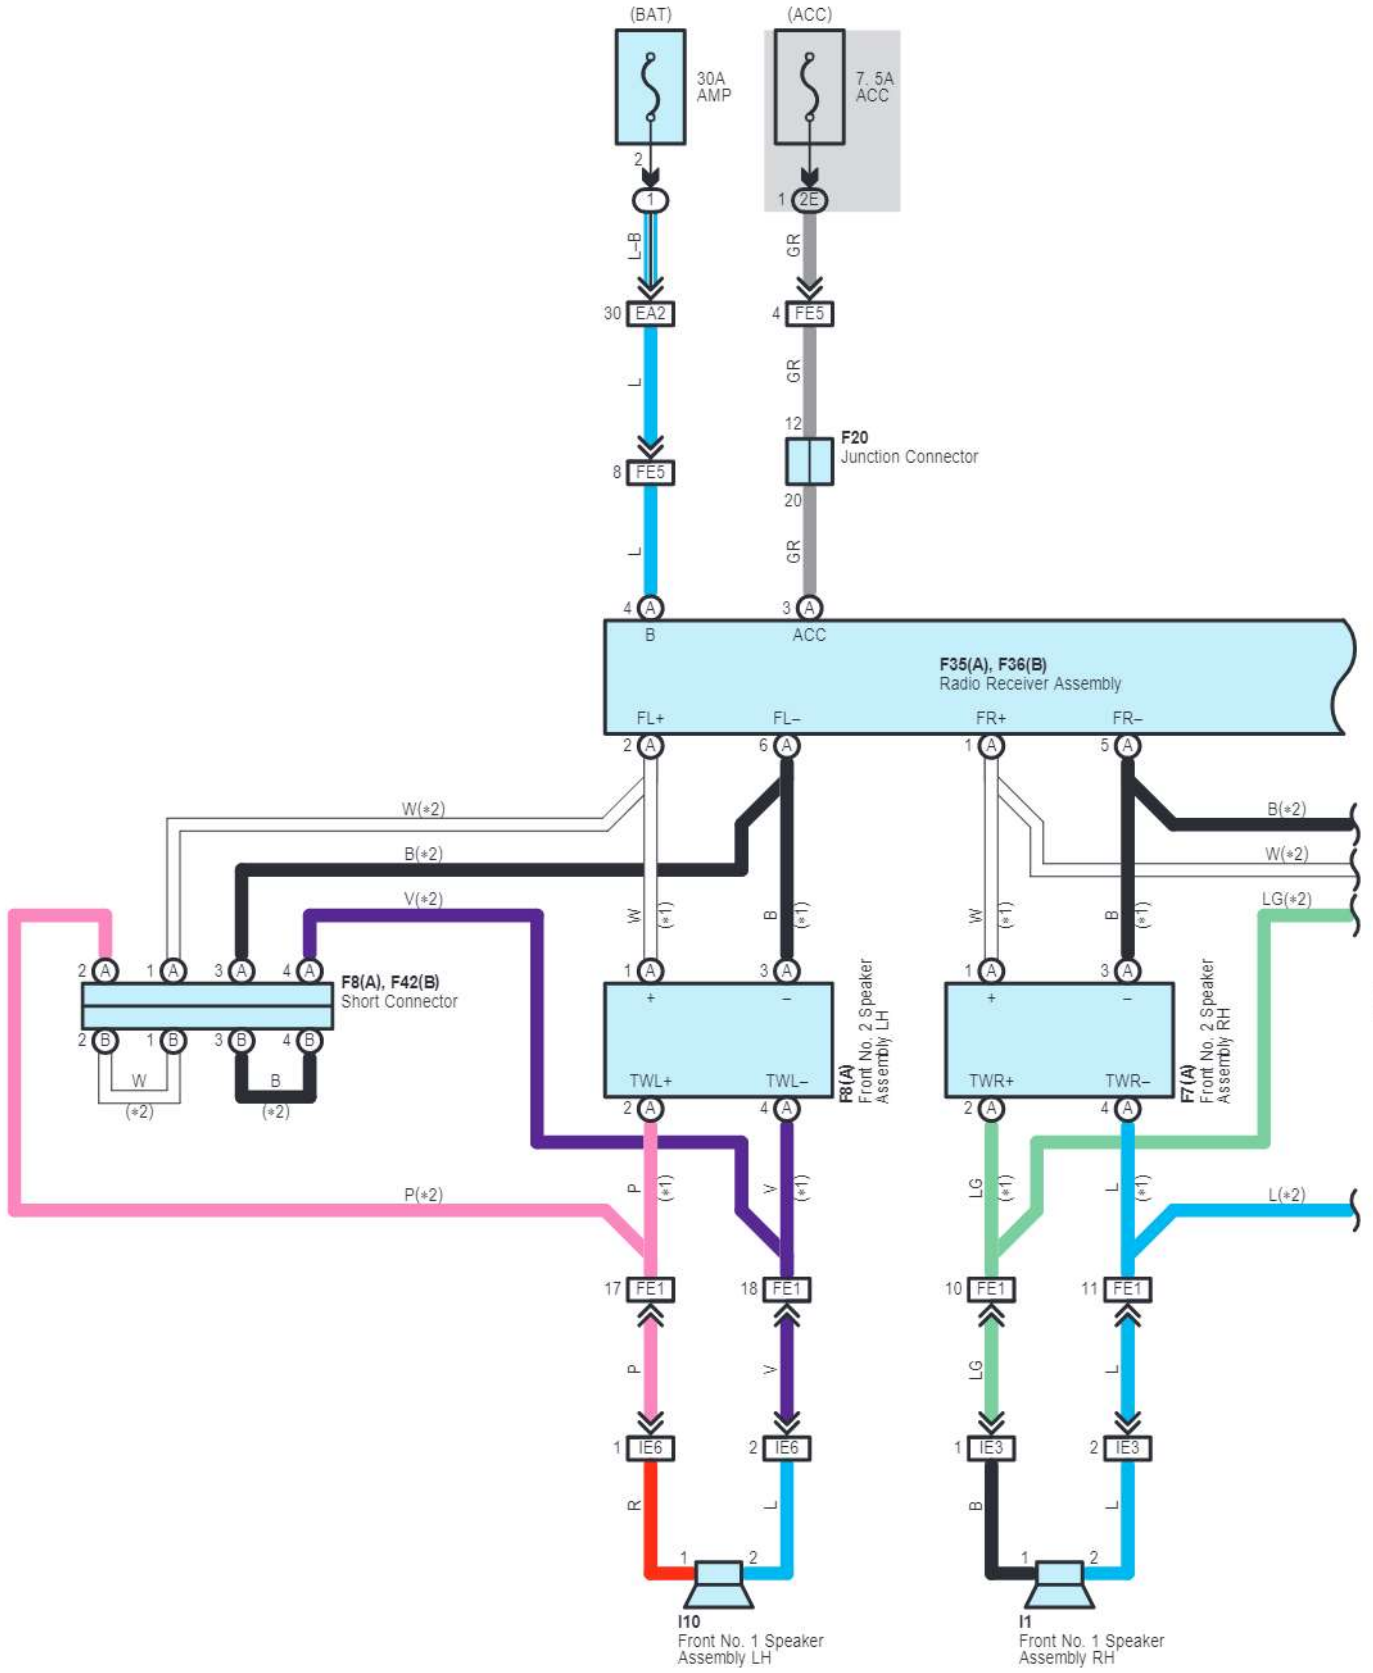 (BAT) (ACC)
30A
AMP
7. 5A
ACC
2
1
1 2E
L–B
GR
30 EA2
4 FE5
L
GR
12
F20
Junction Connector
8 FE5
20
L
GR
4 A
3 A
B
ACC
F35(A), F36(B)
Radio Receiver Assembly
FL+ FL– FR+ FR–
2 A 6 A 1 A 5 A
W(*2)
B(*2)
B(*2)
W(*2)
V(*2)
LG(*2)
W (*1) B (*1) W (*1) B (*1)
2 A 1 A 3 A 4 A
F8(A), F42(B)
Short Connector
1 A 3 A 1 A 3 A
+ – + –
2 B 1 B 3 B 4 B
W
(*2)
B
(*2)
TWL+ TWL–
F8(A)
Front No. 2 Speaker
Assembly LH
TWR+ TWR–
F7(A)
Front No. 2 Speaker
Assembly RH
2 A 4 A 2 A 4 A
P (*1) V (*1) LG (*1) L (*1)
P(*2)
L(*2)
17 FE1 18 FE1 10 FE1 11 FE1
P V LG L
1 IE6 2 IE6 1 IE3 2 IE3
R L B L
1 2 1 2
I10
Front No. 1 Speaker
Assembly LH
I1
Front No. 1 Speaker
Assembly RH